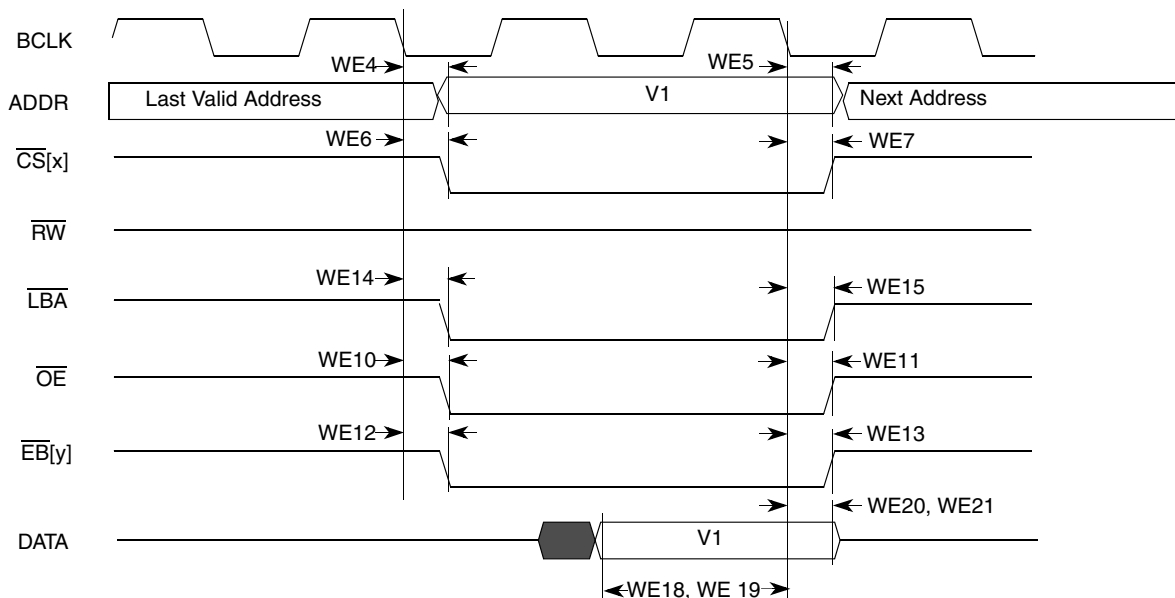 BCLK
WE4
WE5
ADDR
Last Valid Address
V1
Next Address
WE6
WE7
CS[x]
RW
WE14
WE15
LBA
WE10
WE11
OE
WE12
WE13
EB[y]
WE20, WE21
DATA
V1
WE18, WE 19